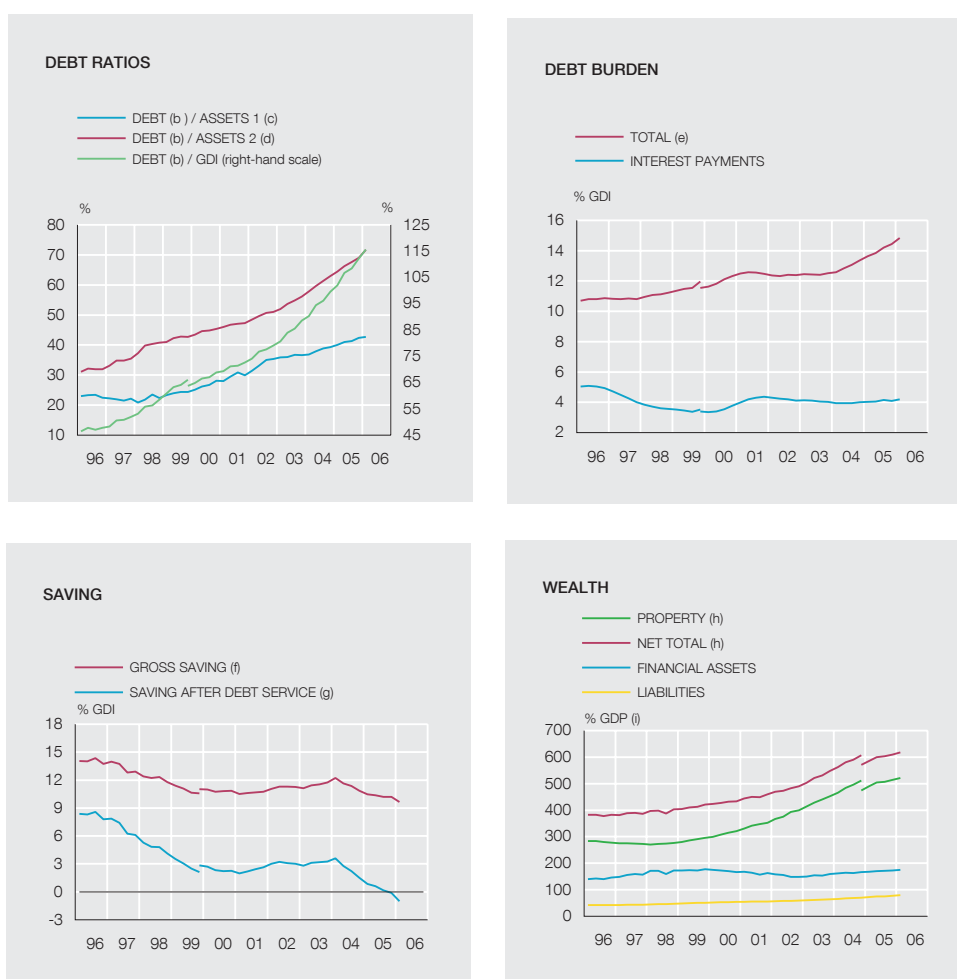 DEBT RATIOS
DEBT (b ) / ASSETS 1 (c)
DEBT (b) / ASSETS 2 (d)
DEBT (b) / GDI (right-hand scale)
% %
80 125
70 115
60 105
50 95
40 85
30 75
20 65
10 55
45
96 97 98 99 00 01 02 03 04 05 06
DEBT BURDEN
TOTAL (e)
INTEREST PAYMENTS
% GDI
16
14
12
10
8
6
4
2
96 97 98 99 00 01 02 03 04 05 06
SAVING
GROSS SAVING (f)
SAVING AFTER DEBT SERVICE (g)
% GDI
18
15
12
9
6
3
0
-3
96 97 98 99 00 01 02 03 04 05 06
WEALTH
PROPERTY (h)
NET TOTAL (h)
FINANCIAL ASSETS
LIABILITIES
% GDP (i)
700
600
500
400
300
200
100
0
96 97 98 99 00 01 02 03 04 05 06